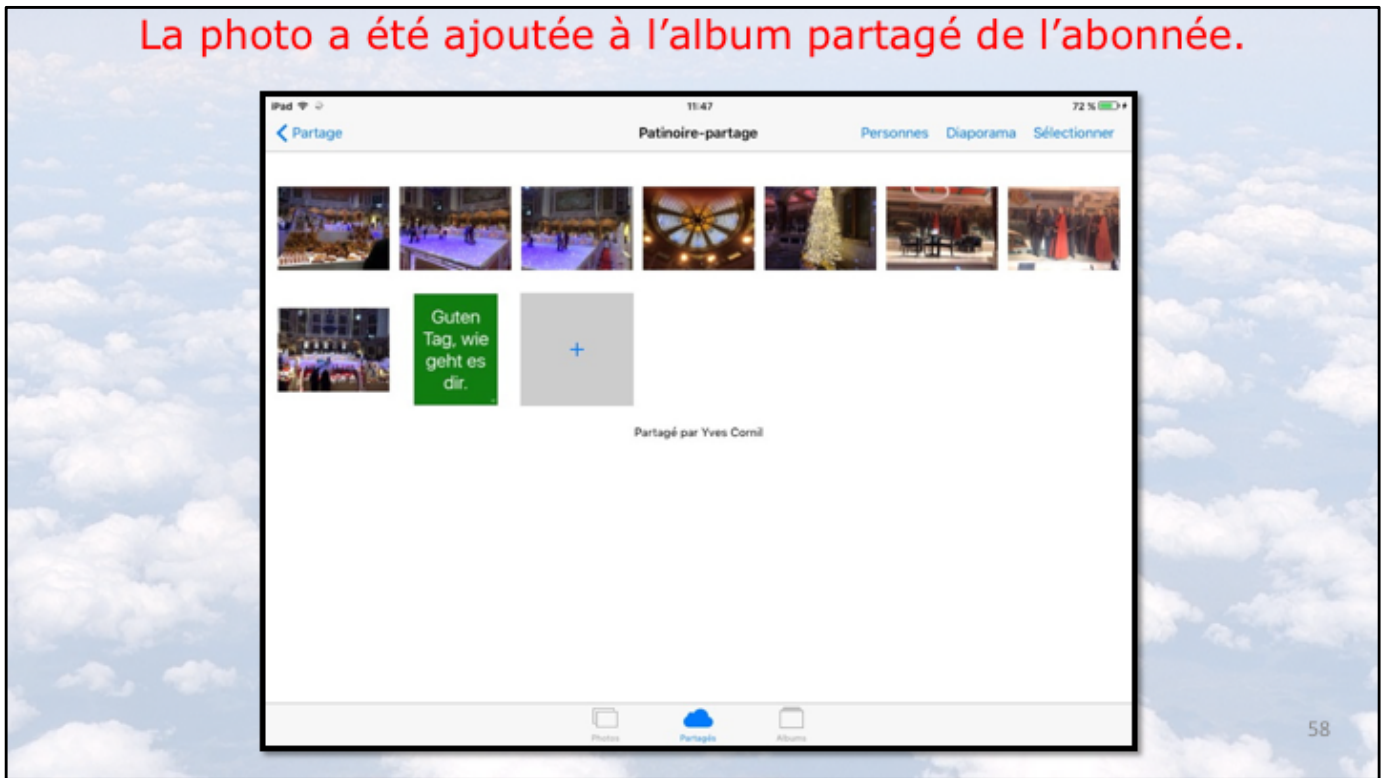 La photo a été ajoutée à l'album partagé de l'abonnée.
iPad 11:47 72 %
Partage Patinoire-partage Personnes Diaporama Sélectionner
Guten
Tag, wie
geht es
dir.
+
Partagé par Yves Cornil
Photos Partagés Albums
58